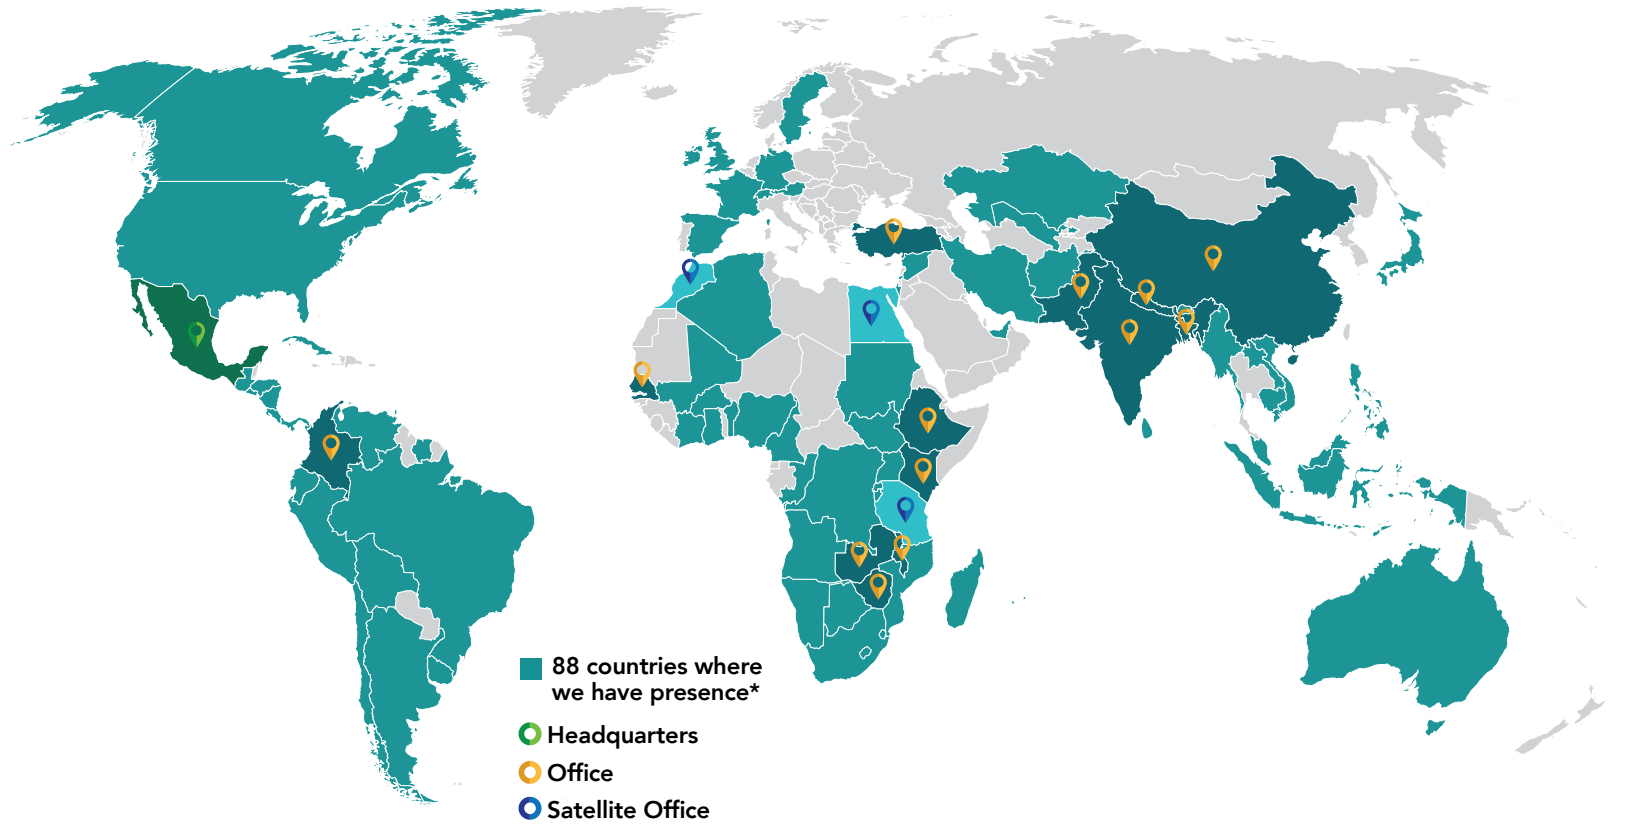 88 countries where
we have presence*
Headquarters
Office
Satellite Office